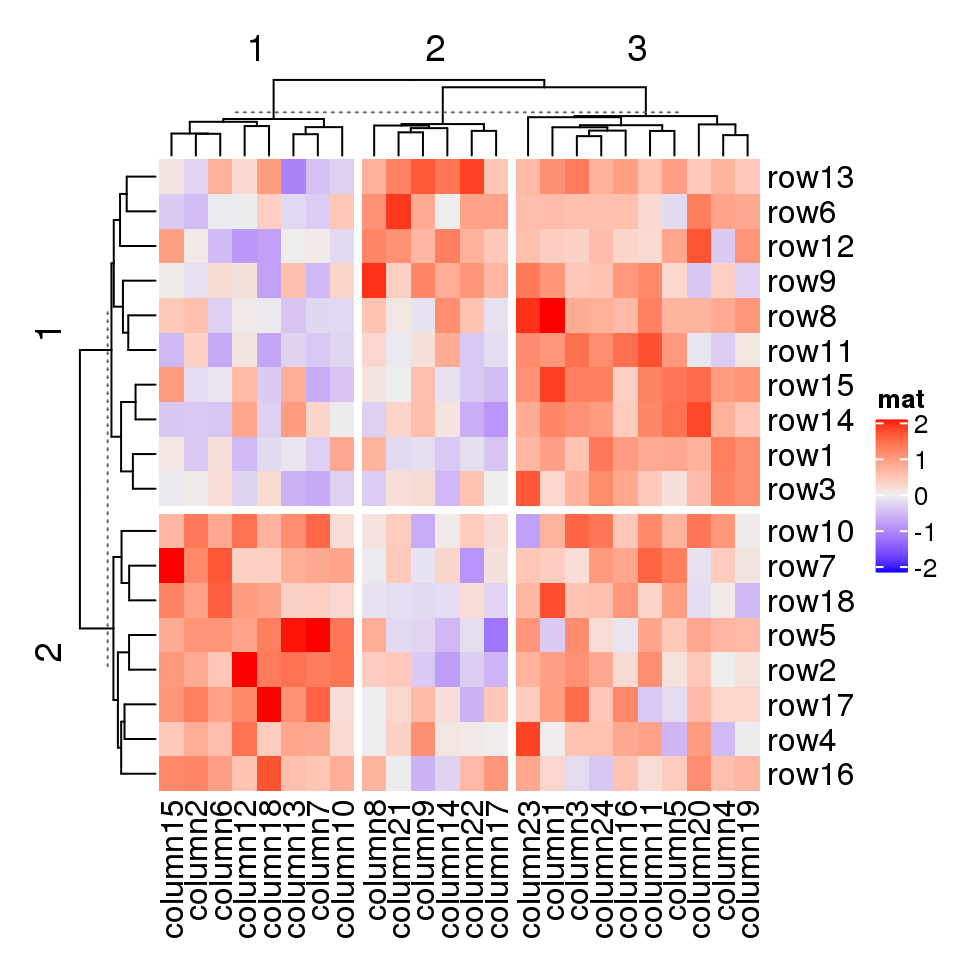 1 2 3
1
2
row13
row6
row12
row9
row8
row11
row15
row14
row1
row3
row10
row7
row18
row5
row2
row17
row4
row16
mat
2
1
0
-1
-2
column15
column2
column6
column12
column18
column13
column7
column10
column8
column21
column9
column14
column22
column17
column23
column1
column3
column24
column16
column11
column5
column20
column4
column19